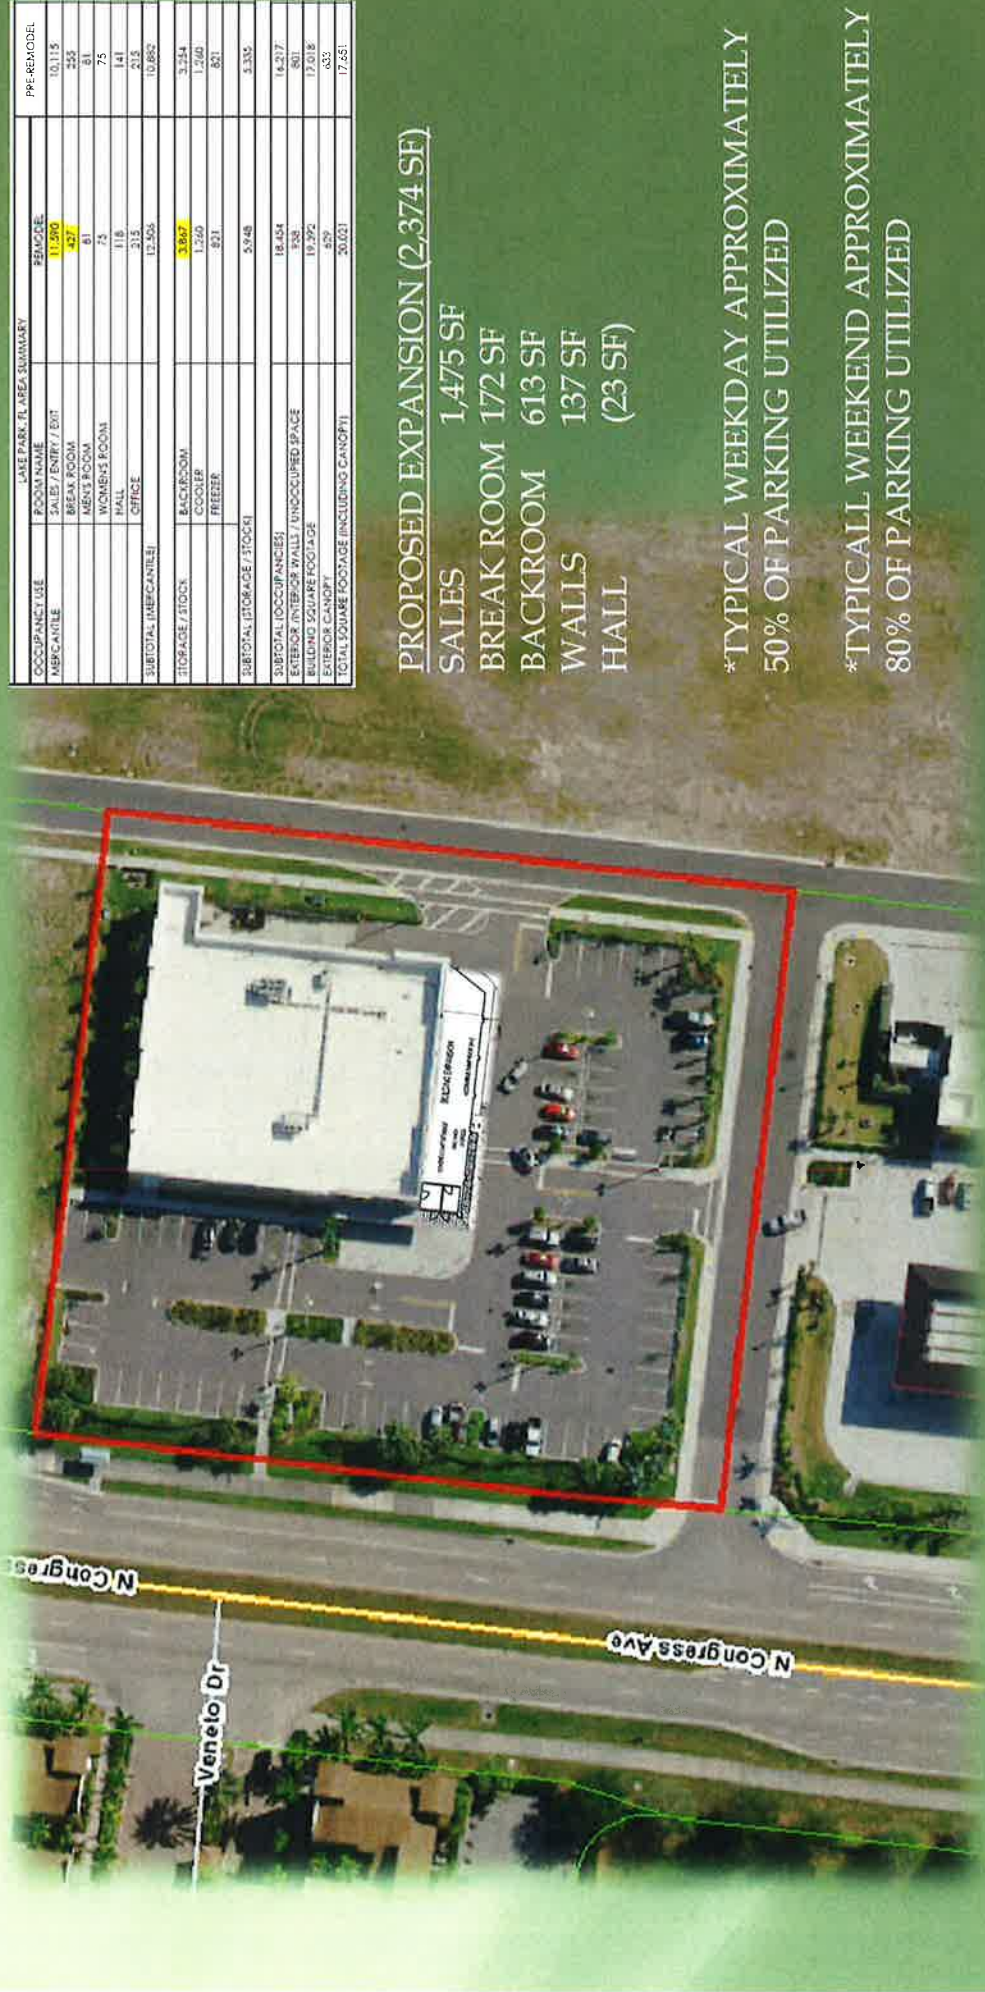 LAKE PARK, FL AREA SUMMARY
OCCUPANCY USE ROOM NAME REMODEL PRE-REMODEL
MERCANTILE SALES / ENTRY / EXIT 11,590 10,115
BREAK ROOM 427 255
MEN'S ROOM 81 81
WOMEN'S ROOM 75 75
HALL 118 141
OFFICE 215 215
SUBTOTAL (MERCANTILE) 12,506 10,882
STORAGE / STOCK BACKROOM 3,867 3,254
COOLER 1,260 1,260
FREEZER 821 821
SUBTOTAL (STORAGE / STOCK) 5,948 5,335
SUBTOTAL (OCCUPANCIES) 18,454 16,217
EXTERIOR /INTERIOR WALLS / UNOCCUPIED SPACE 938 801
BUILDING SQUARE FOOTAGE 19,392 17,018
EXTERIOR CANOPY 629 633
TOTAL SQUARE FOOTAGE (INCLUDING CANOPY) 20,021 17,651
PROPOSED EXPANSION (2,374 SF)
SALES 1,475 SF
BREAK ROOM 172 SF
BACKROOM 613 SF
WALLS 137 SF
HALL (23 SF)
*TYPICAL WEEKDAY APPROXIMATELY
50% OF PARKING UTILIZED
*TYPICALL WEEKEND APPROXIMATELY
80% OF PARKING UTILIZED
N Congress
Veneto Dr
N Congress Ave